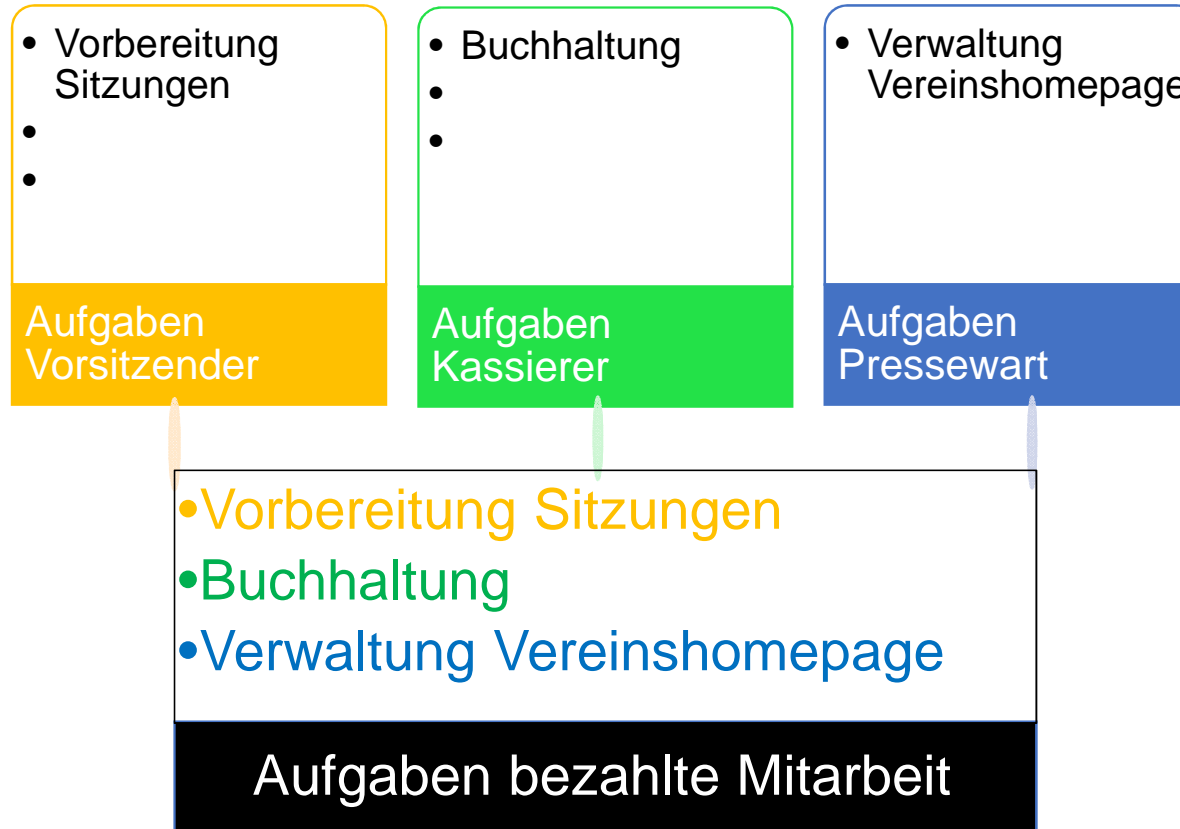 • Vorbereitung
Sitzungen
•
•
Aufgaben
Vorsitzender
• Buchhaltung
•
•
Aufgaben
Kassierer
• Verwaltung
Vereinshomepage
Aufgaben
Pressewart
•Vorbereitung Sitzungen
•Buchhaltung
•Verwaltung Vereinshomepage
Aufgaben bezahlte Mitarbeit